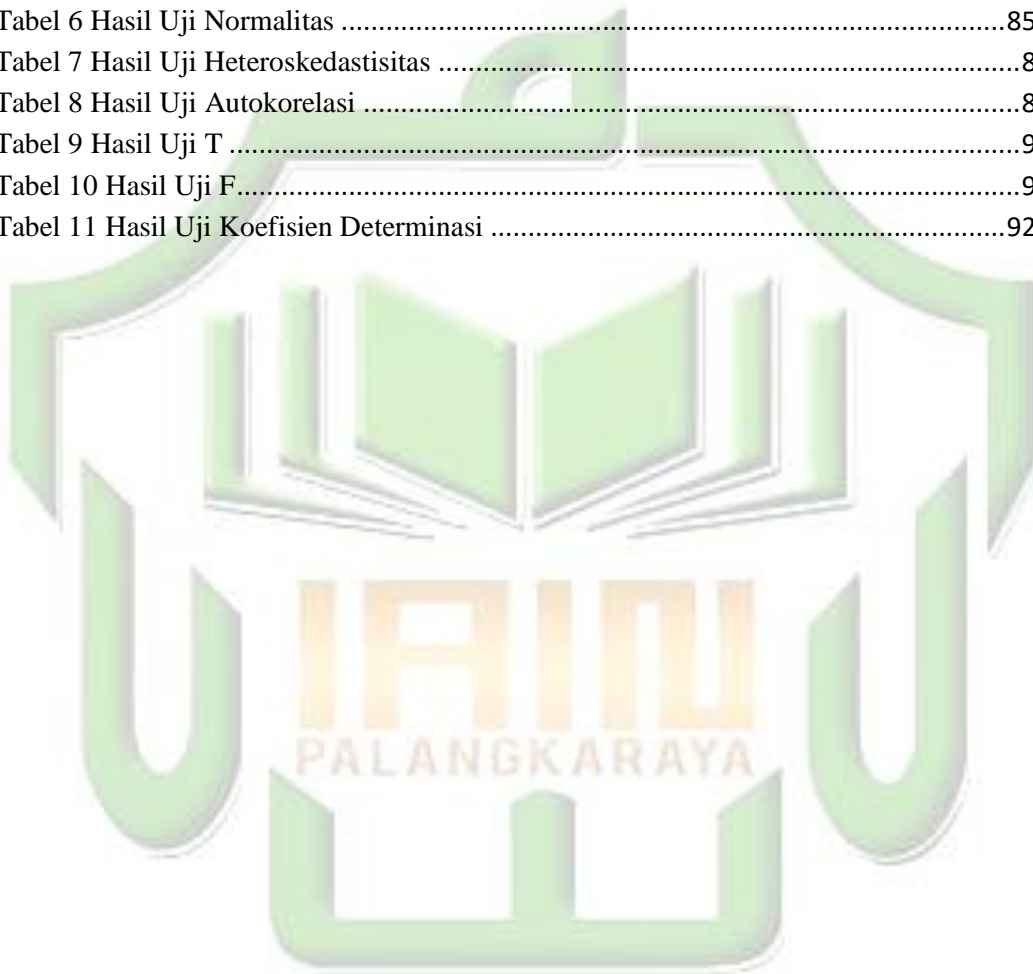 Tabel 6 Hasil Uji Normalitas ........................................................................................85
Tabel 7 Hasil Uji Heteroskedastisitas ...........................................................................8
Tabel 8 Hasil Uji Autokorelasi .....................................................................................8
Tabel 9 Hasil Uji T .......................................................................................................9
Tabel 10 Hasil Uji F......................................................................................................9
Tabel 11 Hasil Uji Koefisien Determinasi ....................................................................92
IAIN
PALANGKARAYA